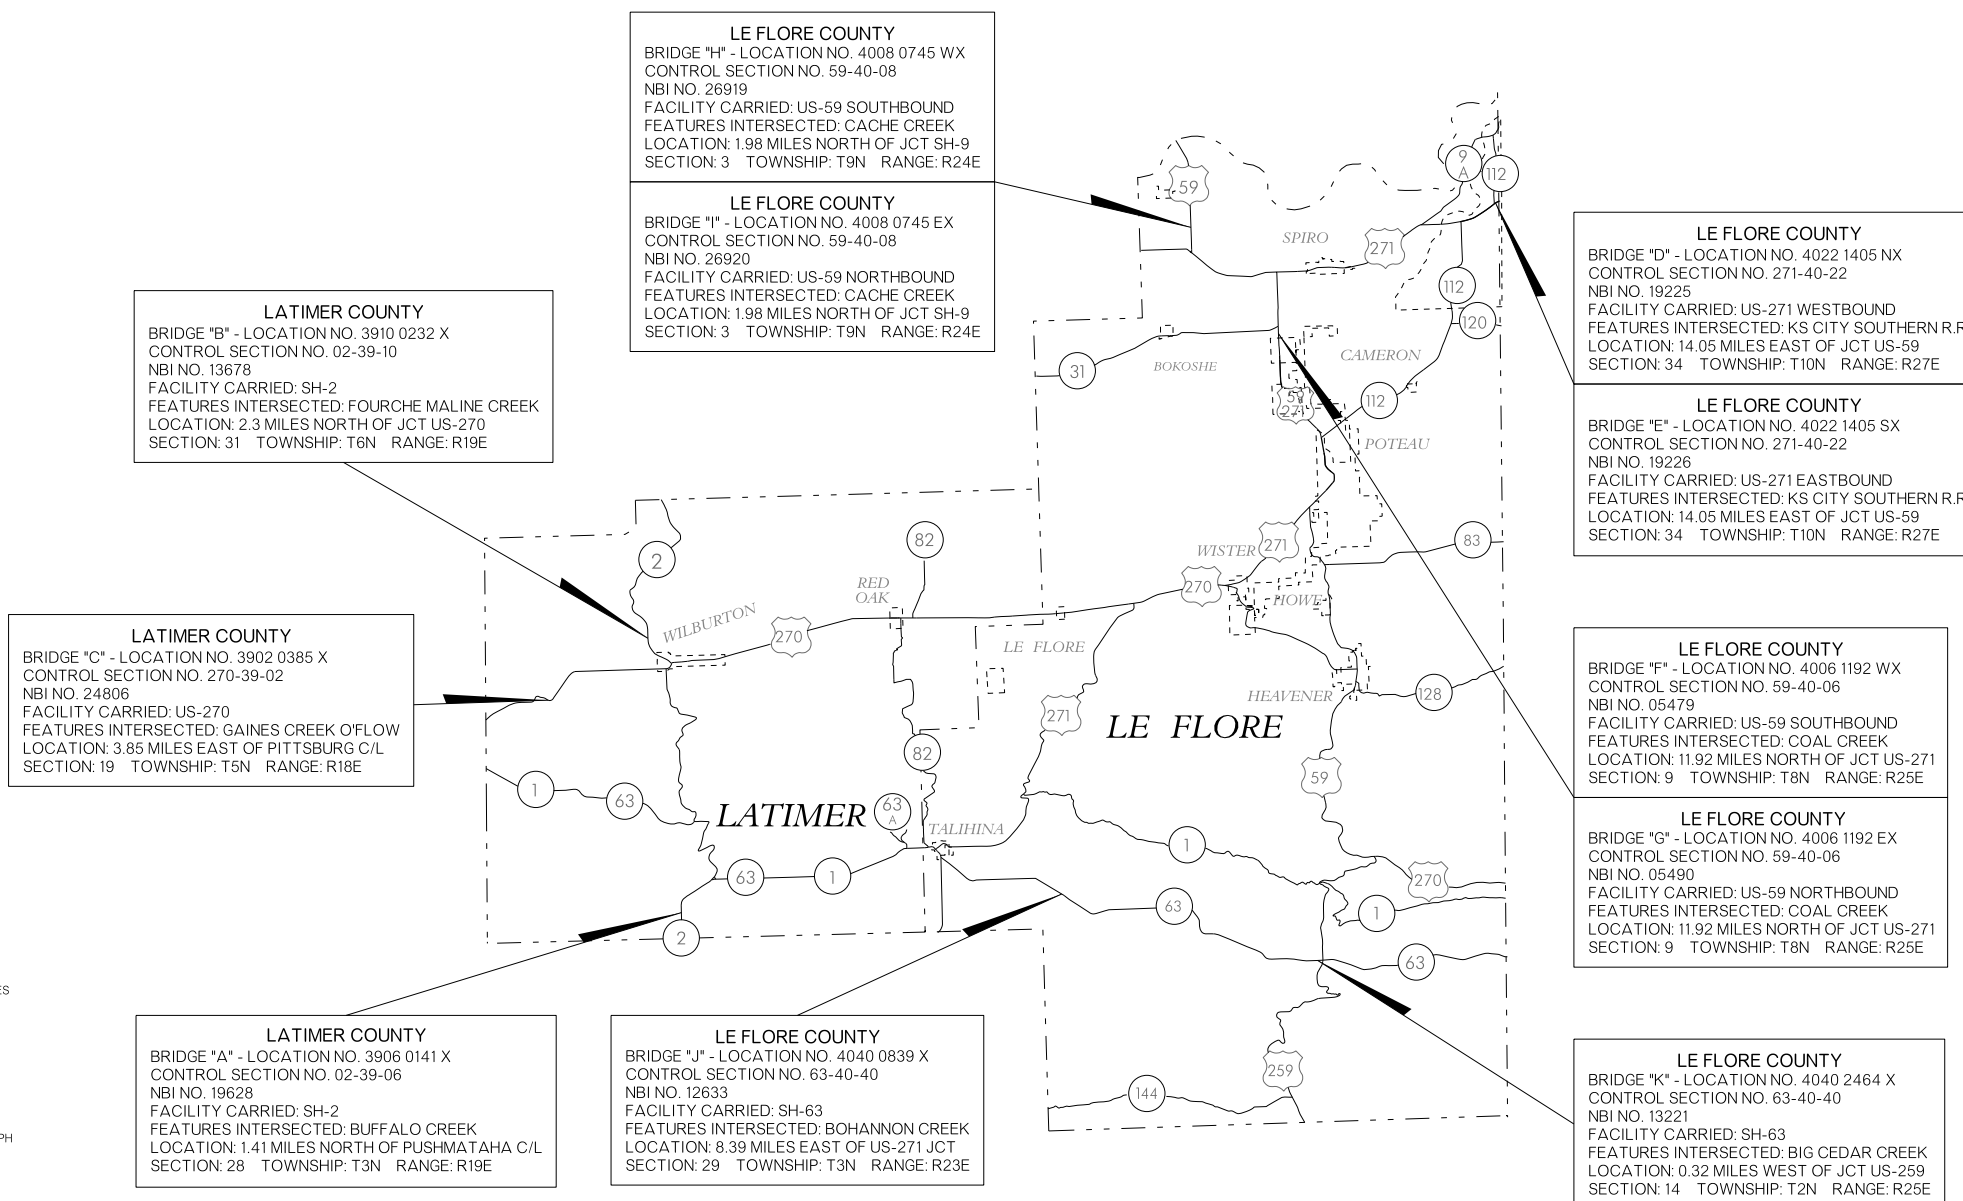 LE FLORE COUNTY
BRIDGE "H" - LOCATION NO. 4008 0745 WX
CONTROL SECTION NO. 59-40-08
NBI NO. 26919
FACILITY CARRIED: US-59 SOUTHBOUND
FEATURES INTERSECTED: CACHE CREEK
LOCATION: 1.98 MILES NORTH OF JCT SH-9
SECTION: 3 TOWNSHIP: T9N RANGE: R24E
LE FLORE COUNTY
BRIDGE "I" - LOCATION NO. 4008 0745 EX
CONTROL SECTION NO. 59-40-08
NBI NO. 26920
FACILITY CARRIED: US-59 NORTHBOUND
FEATURES INTERSECTED: CACHE CREEK
LOCATION: 1.98 MILES NORTH OF JCT SH-9
SECTION: 3 TOWNSHIP: T9N RANGE: R24E
LATIMER COUNTY
BRIDGE "B" - LOCATION NO. 3910 0232 X
CONTROL SECTION NO. 02-39-10
NBI NO. 13678
FACILITY CARRIED: SH-2
FEATURES INTERSECTED: FOURCHE MALINE CREEK
LOCATION: 2.3 MILES NORTH OF JCT US-270
SECTION: 31 TOWNSHIP: T6N RANGE: R19E
LATIMER COUNTY
BRIDGE "C" - LOCATION NO. 3902 0385 X
CONTROL SECTION NO. 270-39-02
NBI NO. 24806
FACILITY CARRIED: US-270
FEATURES INTERSECTED: GAINES CREEK O'FLOW
LOCATION: 3.85 MILES EAST OF PITTSBURG C/L
SECTION: 19 TOWNSHIP: T5N RANGE: R18E
LATIMER COUNTY
BRIDGE "A" - LOCATION NO. 3906 0141 X
CONTROL SECTION NO. 02-39-06
NBI NO. 19628
FACILITY CARRIED: SH-2
FEATURES INTERSECTED: BUFFALO CREEK
LOCATION: 1.41 MILES NORTH OF PUSHMATAHA C/L
SECTION: 28 TOWNSHIP: T3N RANGE: R19E
LE FLORE COUNTY
BRIDGE "J" - LOCATION NO. 4040 0839 X
CONTROL SECTION NO. 63-40-40
NBI NO. 12633
FACILITY CARRIED: SH-63
FEATURES INTERSECTED: BOHANNON CREEK
LOCATION: 8.39 MILES EAST OF US-271 JCT
SECTION: 29 TOWNSHIP: T3N RANGE: R23E
LE FLORE COUNTY
BRIDGE "D" - LOCATION NO. 4022 1405 NX
CONTROL SECTION NO. 271-40-22
NBI NO. 19225
FACILITY CARRIED: US-271 WESTBOUND
FEATURES INTERSECTED: KS CITY SOUTHERN R.R
LOCATION: 14.05 MILES EAST OF JCT US-59
SECTION: 34 TOWNSHIP: T10N RANGE: R27E
LE FLORE COUNTY
BRIDGE "E" - LOCATION NO. 4022 1405 SX
CONTROL SECTION NO. 271-40-22
NBI NO. 19226
FACILITY CARRIED: US-271 EASTBOUND
FEATURES INTERSECTED: KS CITY SOUTHERN R.R
LOCATION: 14.05 MILES EAST OF JCT US-59
SECTION: 34 TOWNSHIP: T10N RANGE: R27E
LE FLORE COUNTY
BRIDGE "F" - LOCATION NO. 4006 1192 WX
CONTROL SECTION NO. 59-40-06
NBI NO. 05479
FACILITY CARRIED: US-59 SOUTHBOUND
FEATURES INTERSECTED: COAL CREEK
LOCATION: 11.92 MILES NORTH OF JCT US-271
SECTION: 9 TOWNSHIP: T8N RANGE: R25E
LE FLORE COUNTY
BRIDGE "G" - LOCATION NO. 4006 1192 EX
CONTROL SECTION NO. 59-40-06
NBI NO. 05490
FACILITY CARRIED: US-59 NORTHBOUND
FEATURES INTERSECTED: COAL CREEK
LOCATION: 11.92 MILES NORTH OF JCT US-271
SECTION: 9 TOWNSHIP: T8N RANGE: R25E
LE FLORE COUNTY
BRIDGE "K" - LOCATION NO. 4040 2464 X
CONTROL SECTION NO. 63-40-40
NBI NO. 13221
FACILITY CARRIED: SH-63
FEATURES INTERSECTED: BIG CEDAR CREEK
LOCATION: 0.32 MILES WEST OF JCT US-259
SECTION: 14 TOWNSHIP: T2N RANGE: R25E
9
A
112
59
SPIRO
271
112
120
CAMERON
BOKOSHE
31
59
271
112
POTEAU
2
82
WISTER
271
83
RED
OAK
270
HOWE
WILBURTON
270
LE FLORE
HEAVENER
128
271
LE FLORE
82
59
1
63
LATIMER
63
A
TALIHINA
1
63
1
270
63
1
2
63
259
144
ES
PH